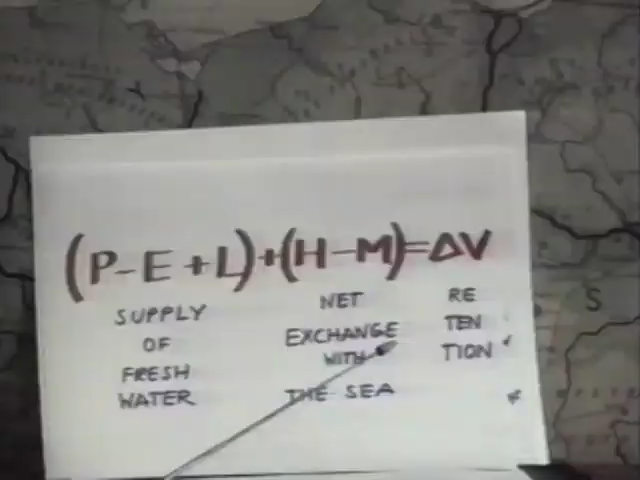 (P-E+L)+(H-M)=ΔV
SUPPLY
OF
FRESH
WATER
NET
EXCHANGE
WITH
THE SEA
RE
TEN
TION
S